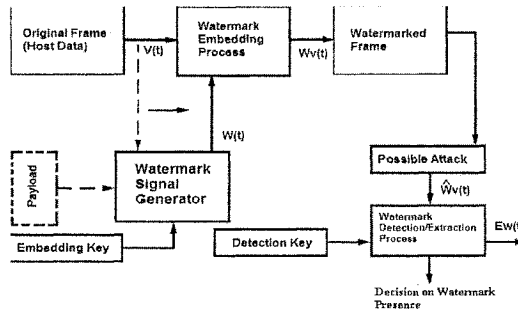 Original Frame
(Host Data)
V(t)
Watermark
Embedding
Process
Wv(t)
Watermarked
Frame
W(t)
Payload
Watermark
Signal
Generator
Possible Attack
Ŵv(t)
Embedding Key
Detection Key
Watermark
Detection/Extraction
Process
Ew(t
Decision on Watermark
Presence